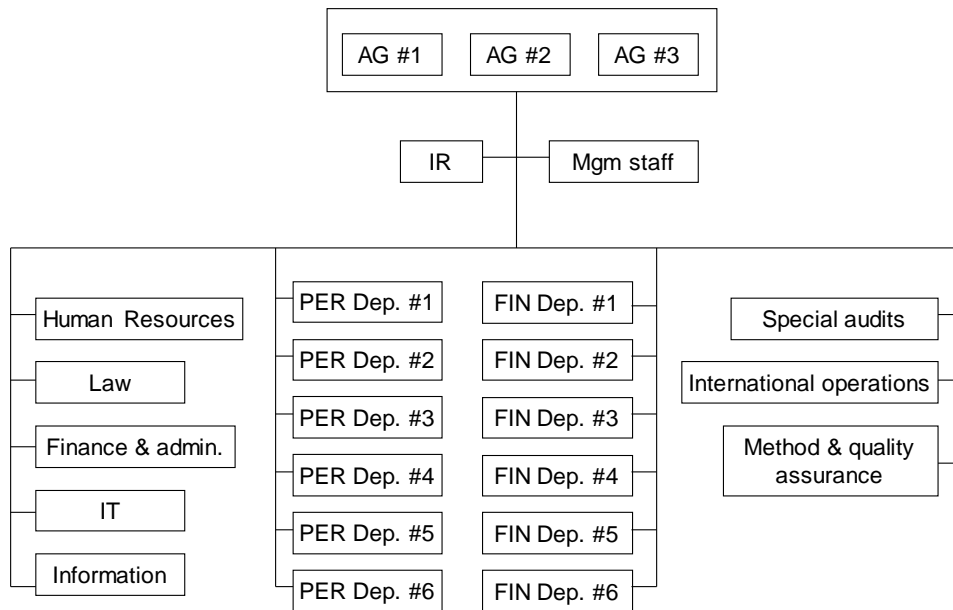 AG #1
AG #2
AG #3
IR
Mgm staff
Human Resources
Law
Finance & admin.
IT
Information
PER Dep. #1
PER Dep. #2
PER Dep. #3
PER Dep. #4
PER Dep. #5
PER Dep. #6
FIN Dep. #1
FIN Dep. #2
FIN Dep. #3
FIN Dep. #4
FIN Dep. #5
FIN Dep. #6
Special audits
International operations
Method & quality
assurance